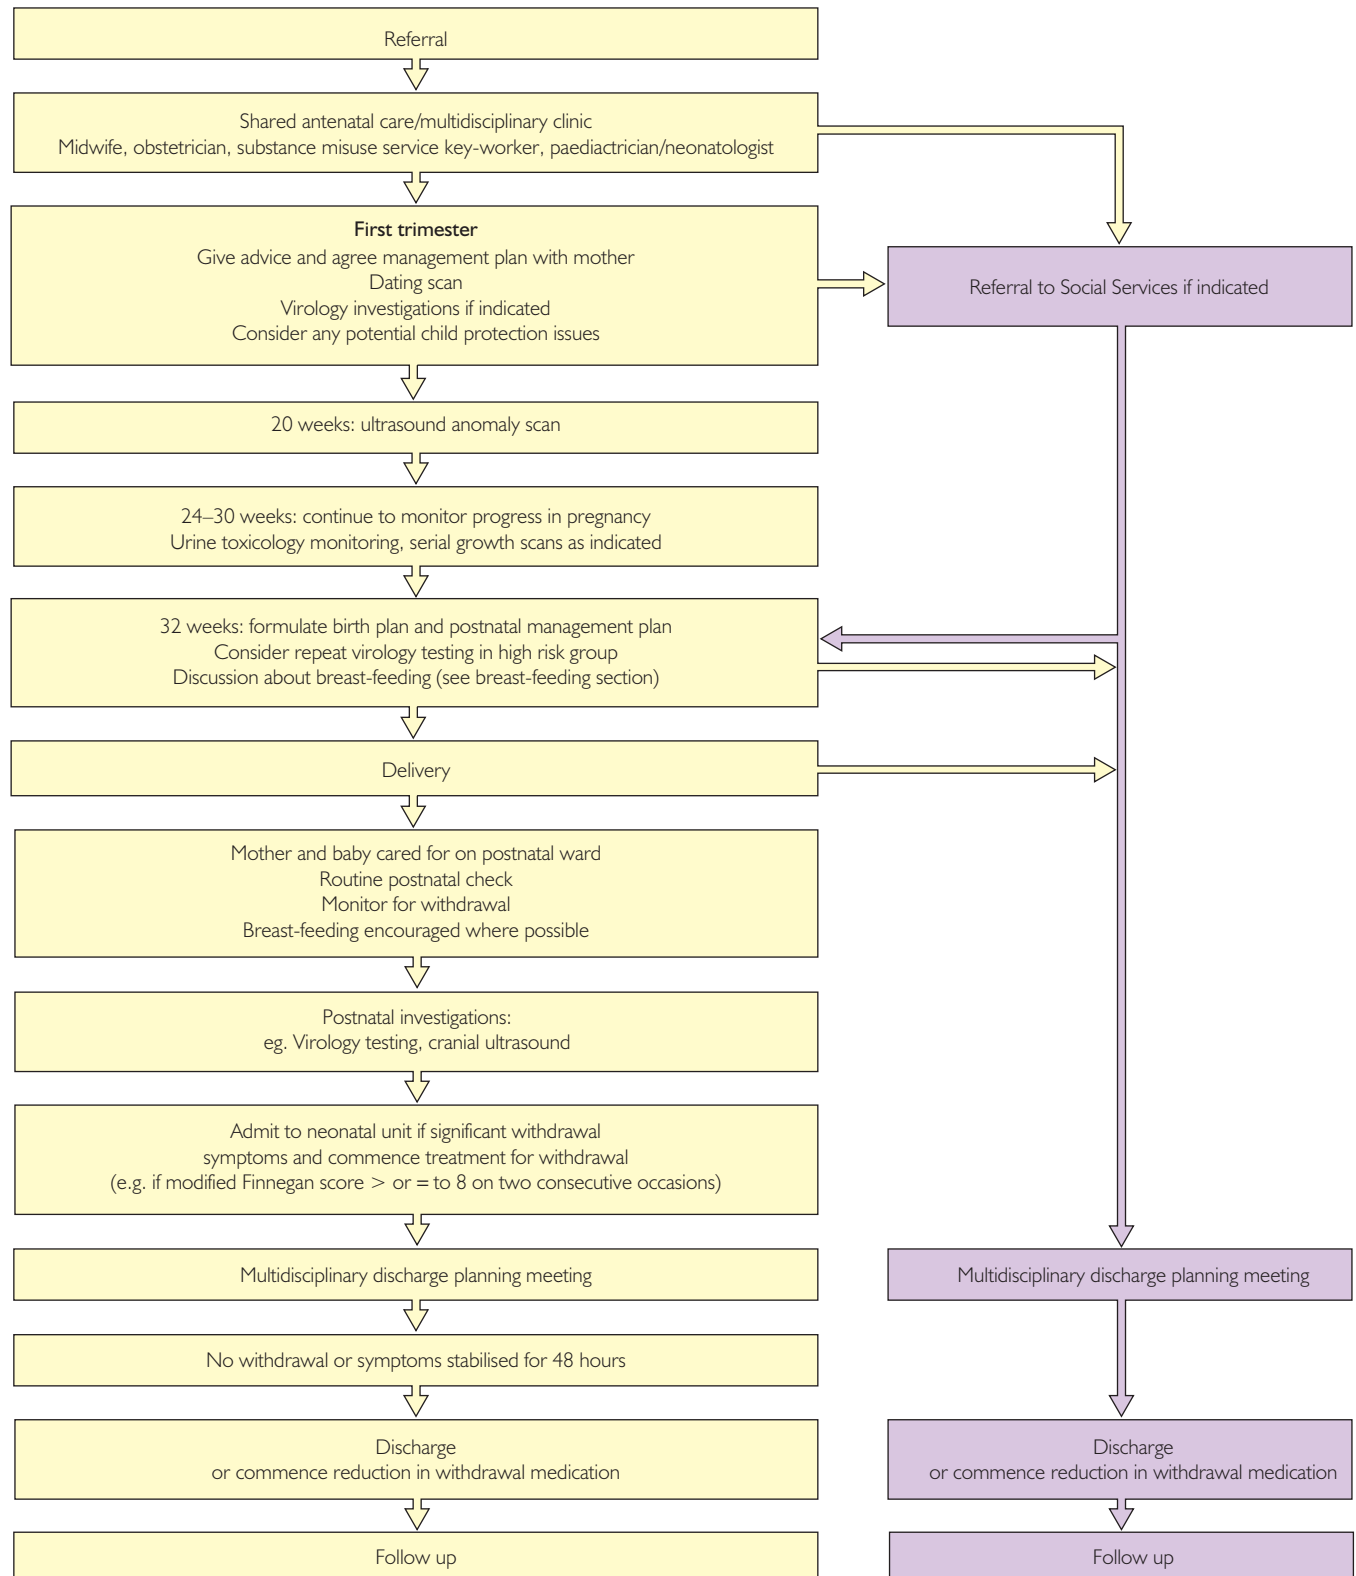 Referral
Shared antenatal care/multidisciplinary clinic
Midwife, obstetrician, substance misuse service key-worker, paediactrician/neonatologist
First trimester
Give advice and agree management plan with mother
Dating scan
Virology investigations if indicated
Consider any potential child protection issues
Referral to Social Services if indicated
20 weeks: ultrasound anomaly scan
24–30 weeks: continue to monitor progress in pregnancy
Urine toxicology monitoring, serial growth scans as indicated
32 weeks: formulate birth plan and postnatal management plan
Consider repeat virology testing in high risk group
Discussion about breast-feeding (see breast-feeding section)
Delivery
Mother and baby cared for on postnatal ward
Routine postnatal check
Monitor for withdrawal
Breast-feeding encouraged where possible
Postnatal investigations:
eg. Virology testing, cranial ultrasound
Admit to neonatal unit if significant withdrawal
symptoms and commence treatment for withdrawal
(e.g. if modified Finnegan score > or = to 8 on two consecutive occasions)
Multidisciplinary discharge planning meeting
Multidisciplinary discharge planning meeting
No withdrawal or symptoms stabilised for 48 hours
Discharge
or commence reduction in withdrawal medication
Discharge
or commence reduction in withdrawal medication
Follow up
Follow up